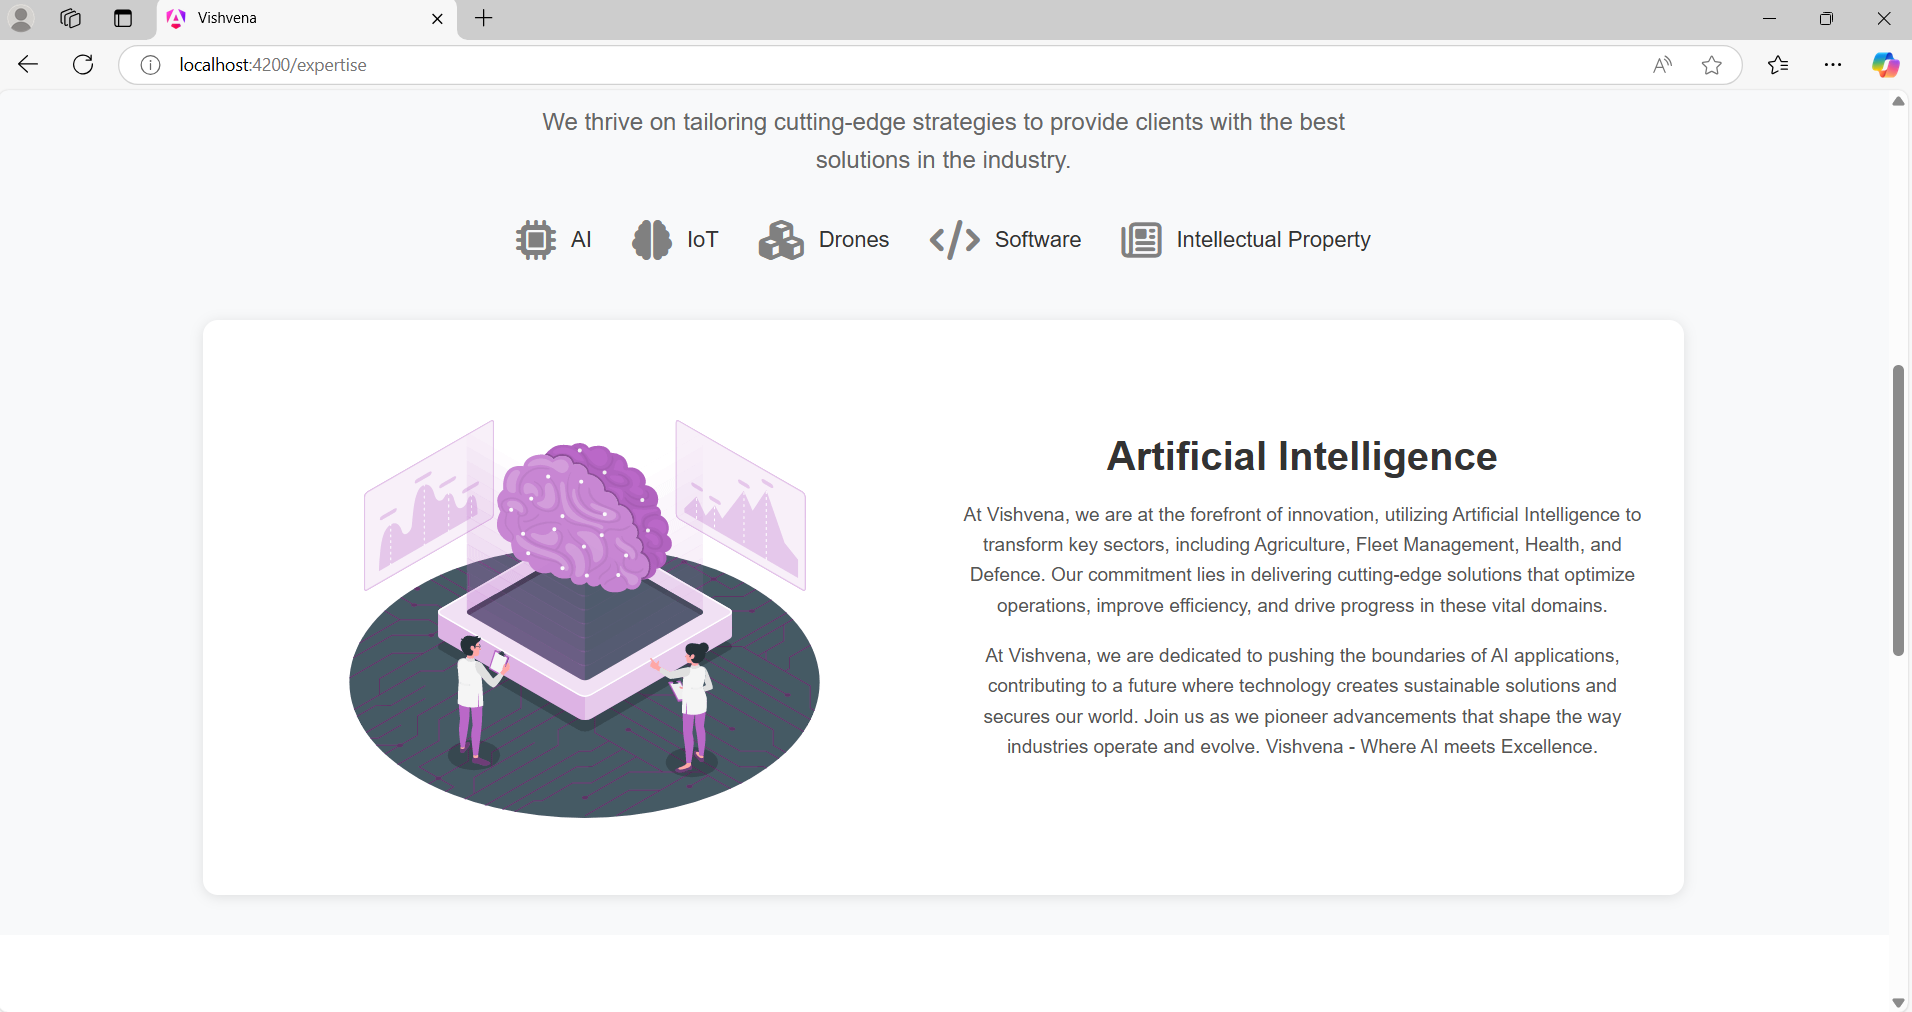 Vishvena
localhost:4200/expertise
We thrive on tailoring cutting-edge strategies to provide clients with the best
solutions in the industry.
AI IoT Drones Software Intellectual Property
Artificial Intelligence
At Vishvena, we are at the forefront of innovation, utilizing Artificial Intelligence to
transform key sectors, including Agriculture, Fleet Management, Health, and
Defence. Our commitment lies in delivering cutting-edge solutions that optimize
operations, improve efficiency, and drive progress in these vital domains.
At Vishvena, we are dedicated to pushing the boundaries of AI applications,
contributing to a future where technology creates sustainable solutions and
secures our world. Join us as we pioneer advancements that shape the way
industries operate and evolve. Vishvena - Where AI meets Excellence.